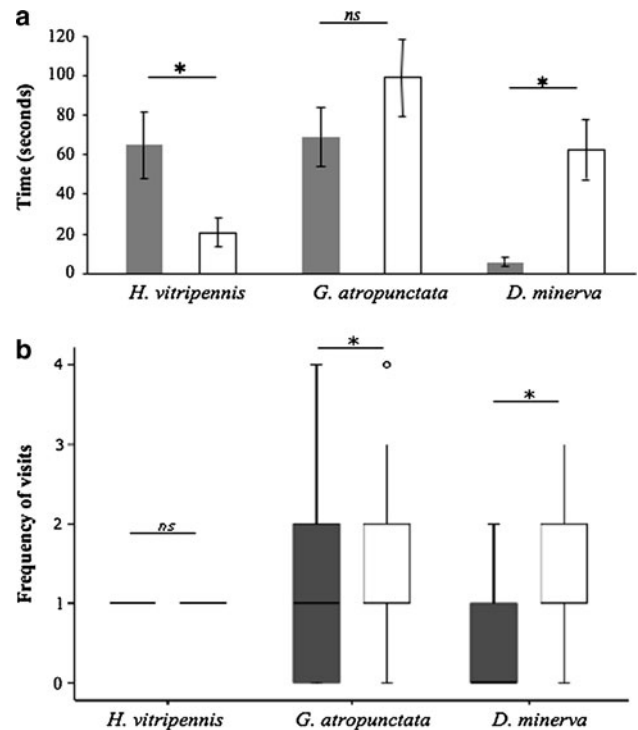 a
ns
*
*
120
100
80
60
40
20
0
Time (seconds)
H. vitripennis G. atropunctata D. minerva
b
*
*
ns
4
3
2
1
0
Frequency of visits
H. vitripennis G. atropunctata D. minerva